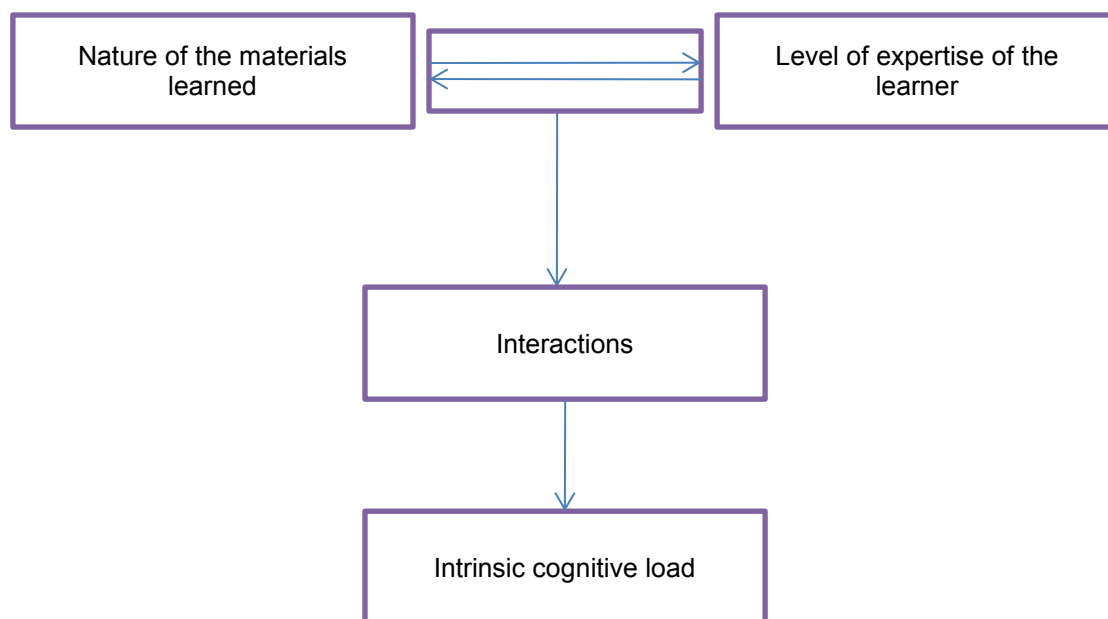 Nature of the materials
learned
Level of expertise of the
learner
Interactions
Intrinsic cognitive load